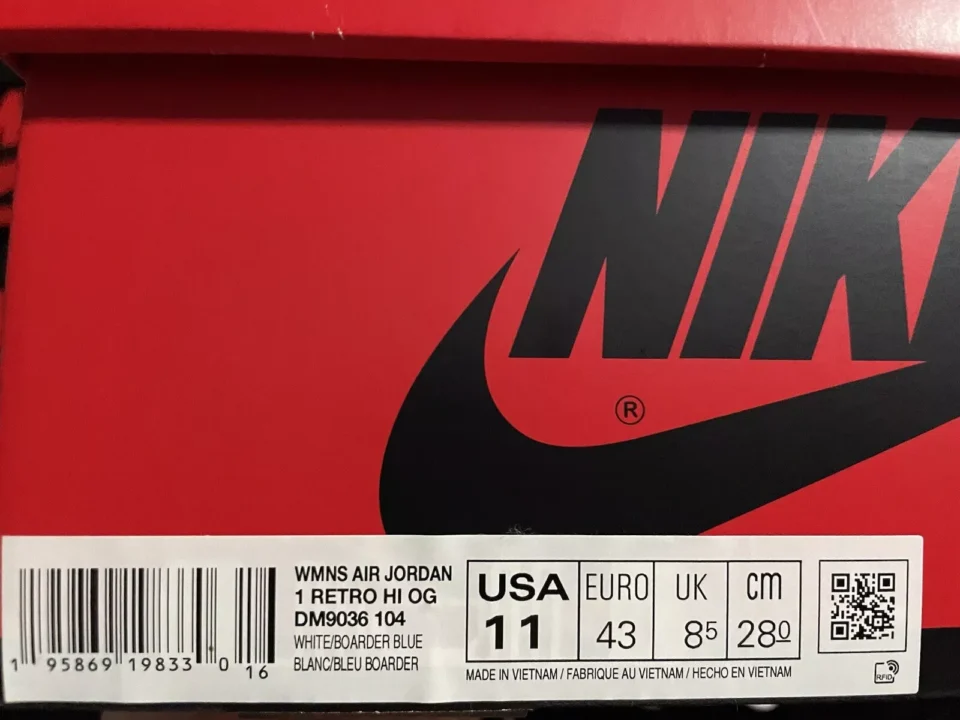 NIK
®
WMNS AIR JORDAN
1 RETRO HI OG
DM9036 104
WHITE/BOARDER BLUE
BLANC/BLEU BOARDER
1 95869 19833 0 16
USA EURO UK CM
11 43 8⁵ 28⁰
MADE IN VIETNAM / FABRIQUE AU VIETNAM / HECHO EN VIETNAM
RFID